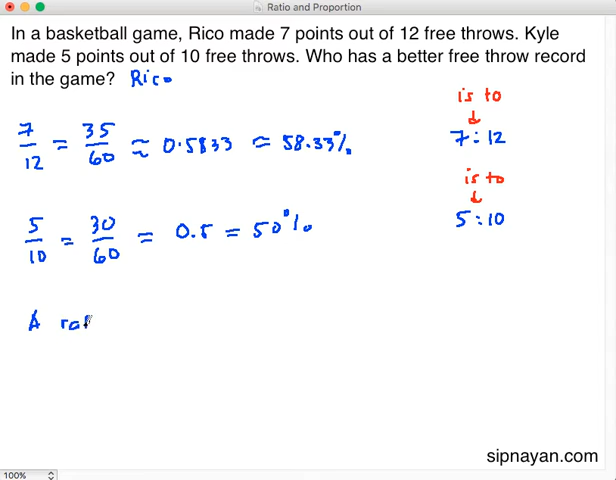 Ratio and Proportion
In a basketball game, Rico made 7 points out of 12 free throws. Kyle
made 5 points out of 10 free throws. Who has a better free throw record
in the game? Rico
is to
7/12 = 35/60 ≈ 0.5833 ≈ 58.33% 7:12
is to
5/10 = 30/60 = 0.5 = 50% 5:10
A rat
sipnayan.com
100%